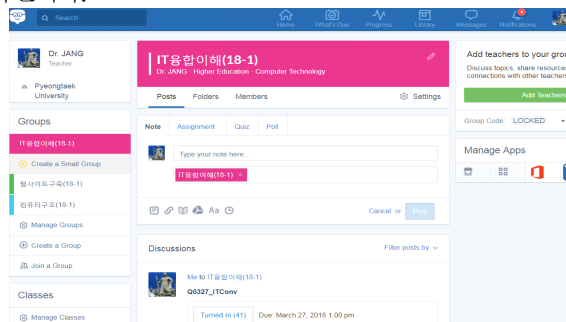 Search
Home
What's Due
Progress
Library
Messages
Notifications
Dr. JANG
Teacher
Pyeongtaek
University
Groups
IT융합이해(18-1)
Create a Small Group
웹사이트구축(18-1)
컴퓨터구조(18-1)
Manage Groups
Create a Group
Join a Group
Classes
Manage Classes
IT융합이해(18-1)
Dr. JANG · Higher Education · Computer Technology
Posts Folders Members Settings
Note Assignment Quiz Poll
Type your note here...
IT융합이해(18-1) ×
Aa
Cancel or Post
Discussions Filter posts by
Me to IT융합이해(18-1)
Q0327_ITConv
Turned In (41) Due: March 27, 2018 1:00 pm
Add teachers to your grou
Discuss topics, share resources
connections with other teachers
Add Teachers
Group Code: LOCKED
Manage Apps